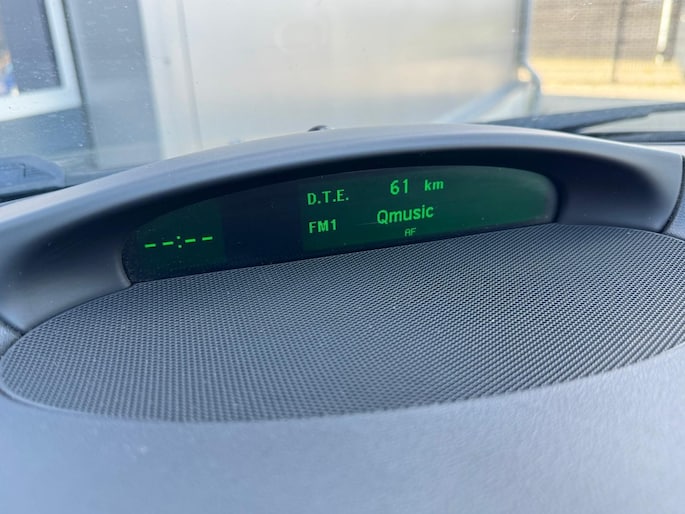 --:--
D.T.E. 61 km
FM1 Qmusic
AF